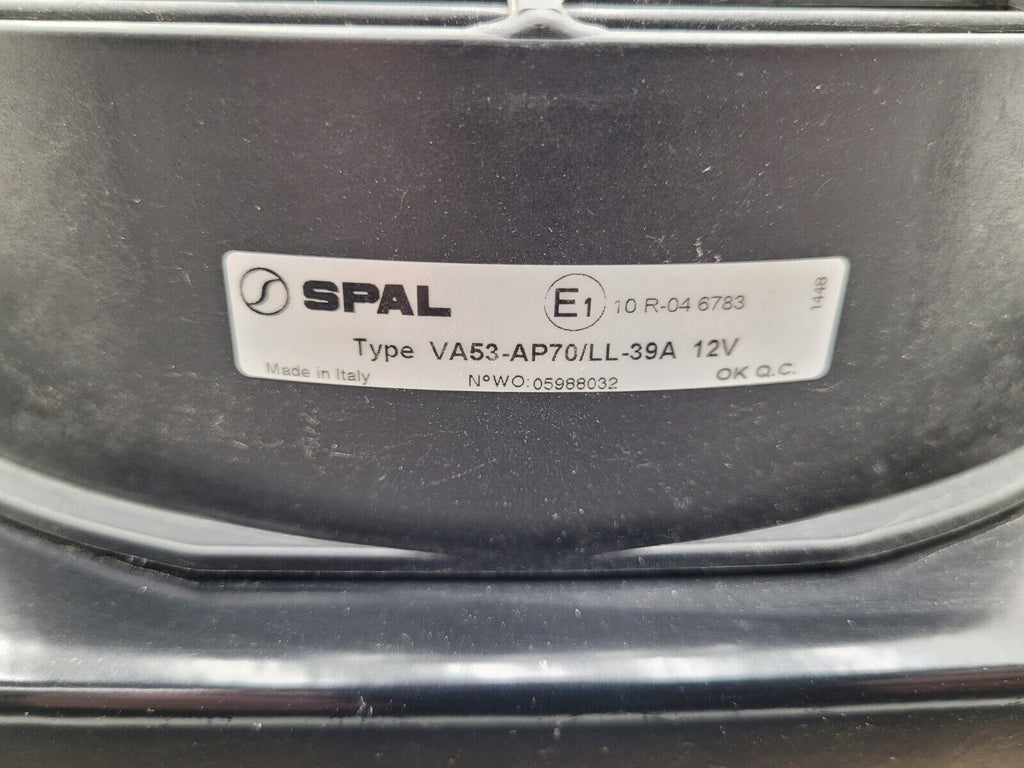 SPAL E1 10 R-04 6783 1448
Type VA53-AP70/LL-39A 12V
Made in Italy N°WO:05988032 OK Q.C.